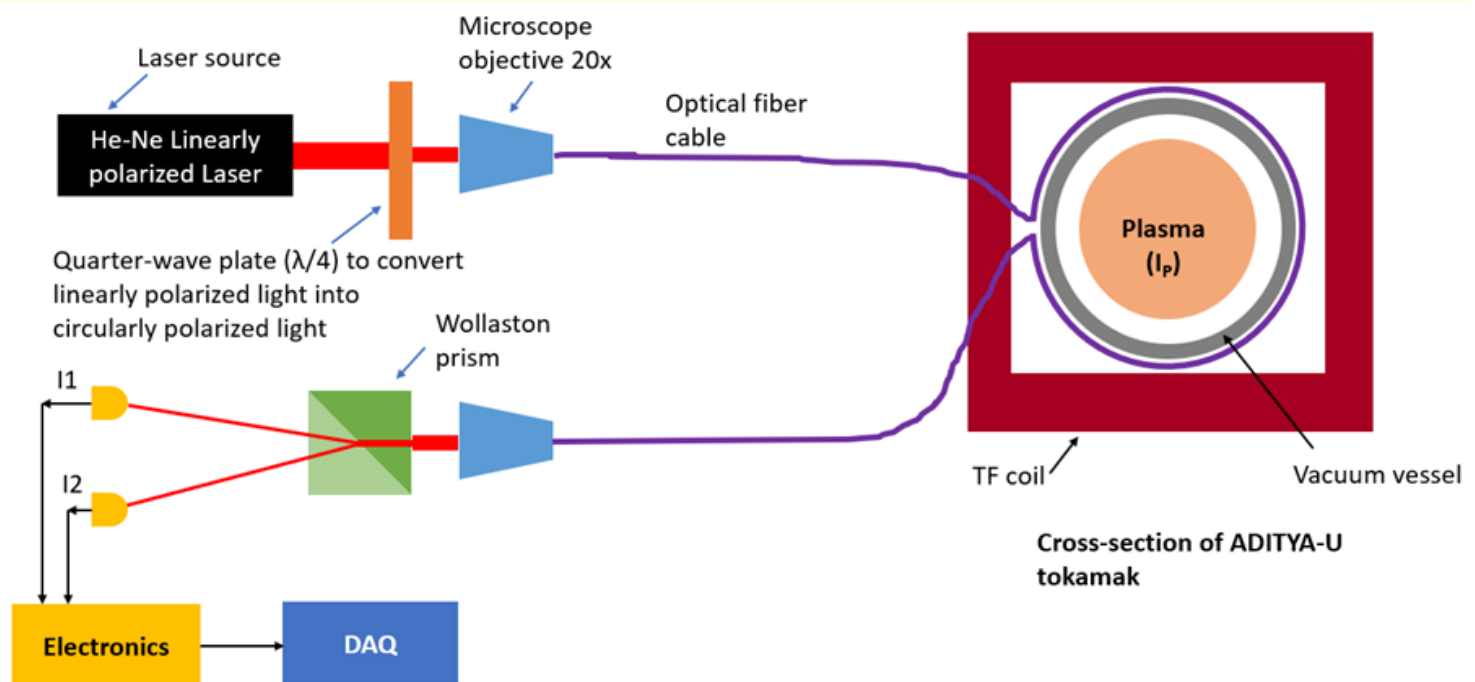 Laser source
He-Ne Linearly
polarized Laser
Microscope
objective 20x
Optical fiber
cable
Quarter-wave plate (λ/4) to convert
linearly polarized light into
circularly polarized light
Wollaston
prism
I1
I2
Electronics
DAQ
Plasma
(I_P)
TF coil
Vacuum vessel
Cross-section of ADITYA-U
tokamak